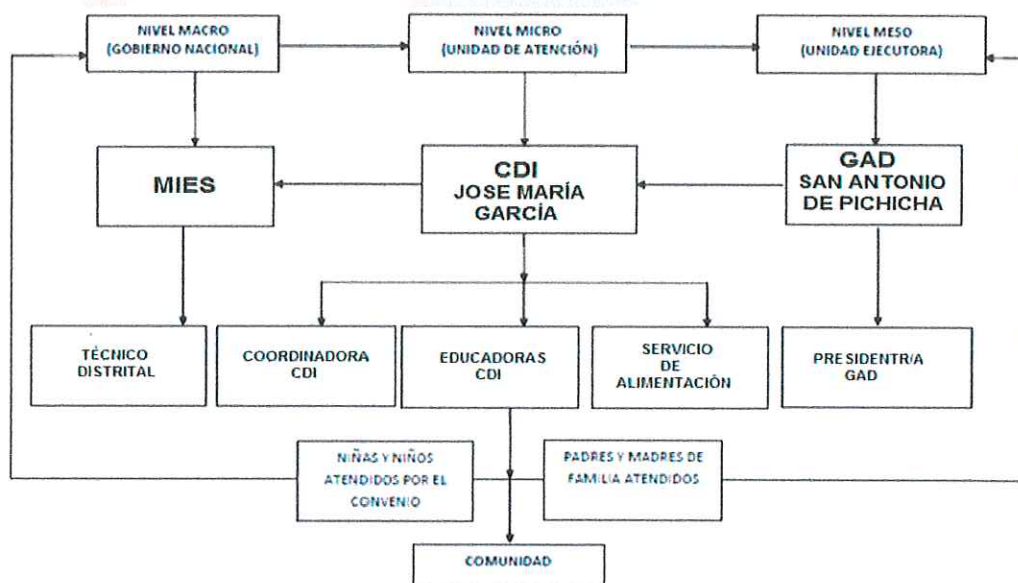 NIVEL MACRO
(GOBIERNO NACIONAL)
NIVEL MICRO
(UNIDAD DE ATENCIÓN)
NIVEL MESO
(UNIDAD EJECUTORA)
MIES
CDI
JOSE MARÍA
GARCÍA
GAD
SAN ANTONIO
DE PICHICHA
TÉCNICO
DISTRITAL
COORDINADORA
CDI
EDUCADORAS
CDI
SERVICIO
DE
ALIMENTACIÓN
PRESIDENTR/A
GAD
NIÑAS Y NIÑOS
ATENDIDOS POR EL
CONVENIO
PADRES Y MADRES DE
FAMILIA ATENDIDOS
COMUNIDAD